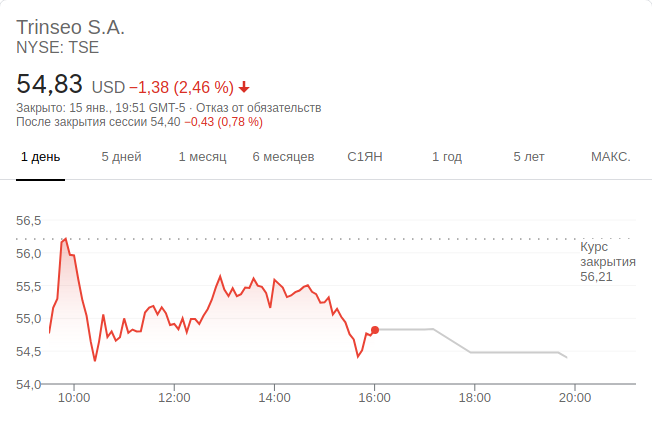 Trinseo S.A.
NYSE: TSE
54,83 USD −1,38 (2,46 %)
Закрыто: 15 янв., 19:51 GMT-5 · Отказ от обязательств
После закрытия сессии 54,40 −0,43 (0,78 %)
1 день 5 дней 1 месяц 6 месяцев С1ЯН 1 год 5 лет МАКС.
56,5
56,0
55,5
55,0
54,5
54,0
Курс
закрытия
56,21
10:00 12:00 14:00 16:00 18:00 20:00